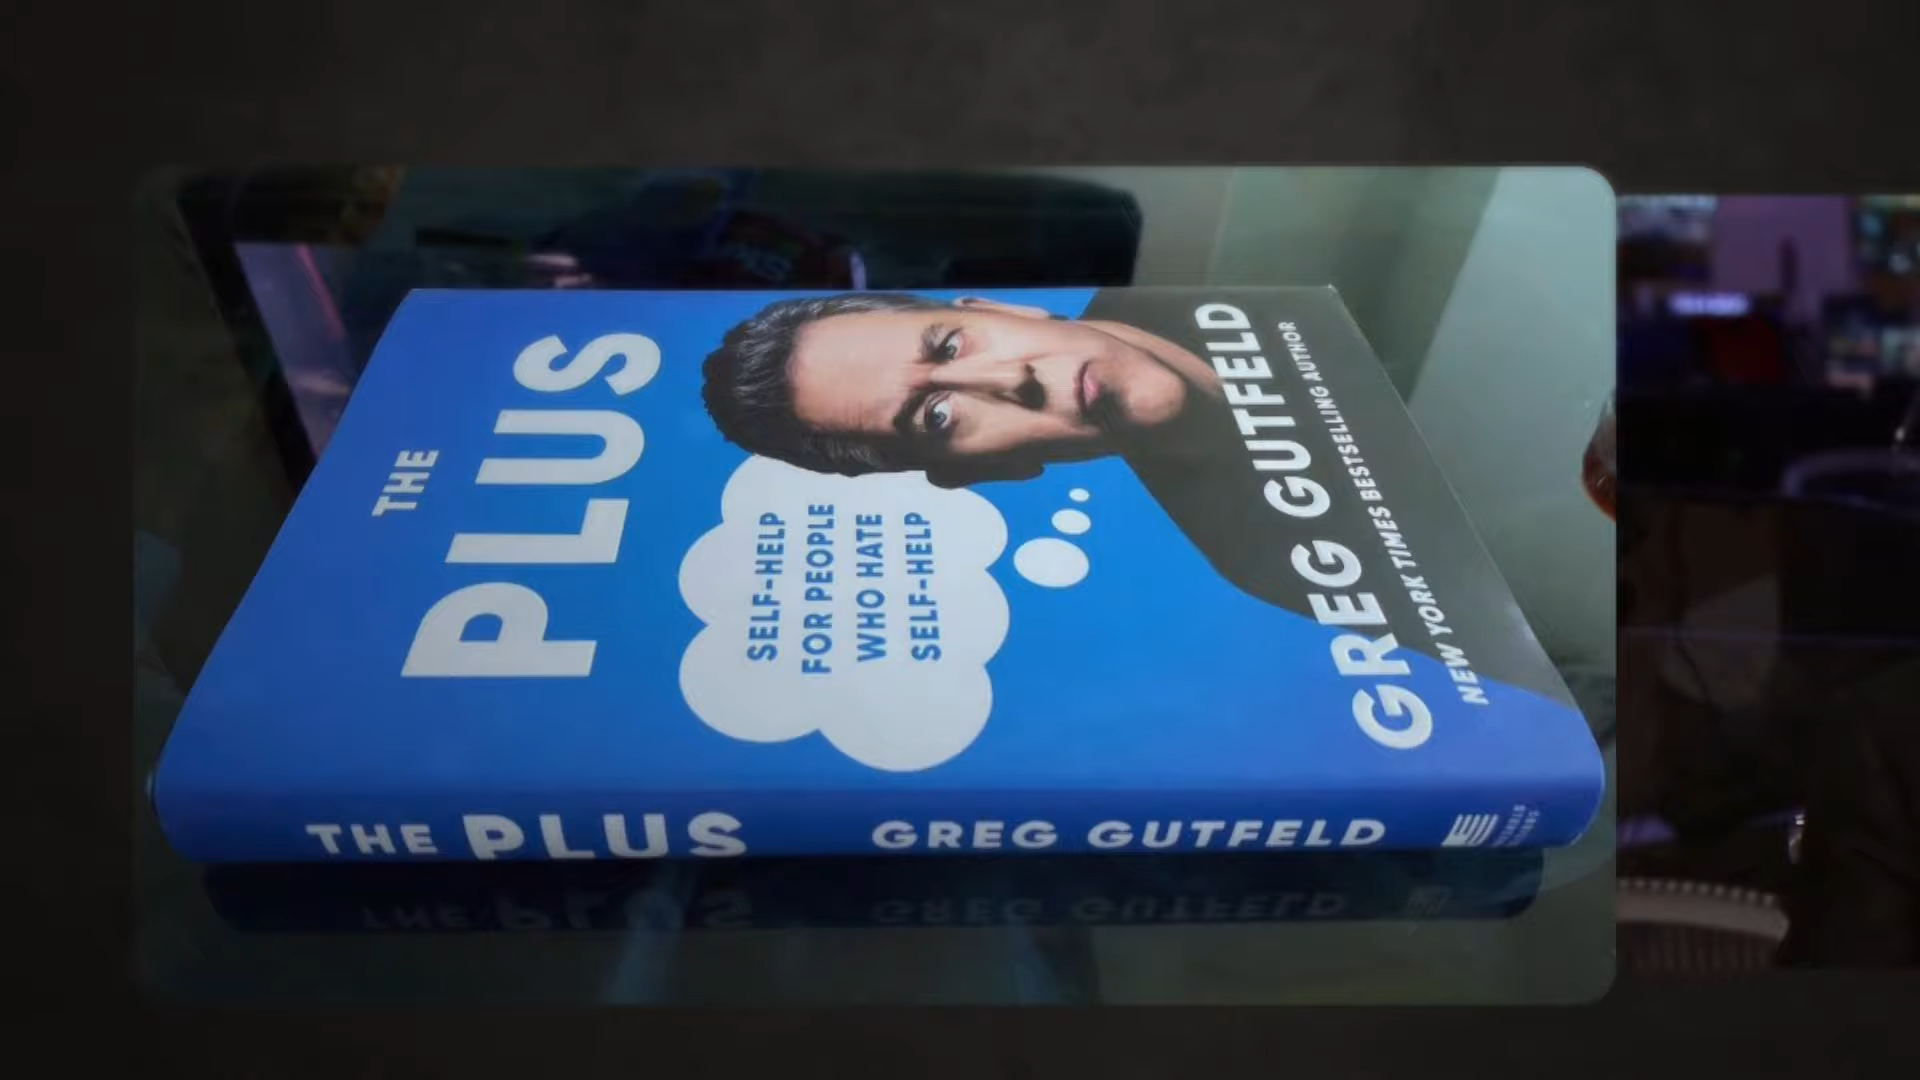 THE
PLUS
SELF-HELP
FOR PEOPLE
WHO HATE
SELF-HELP
GREG GUTFELD
NEW YORK TIMES BESTSELLING AUTHOR
THE PLUS GREG GUTFELD